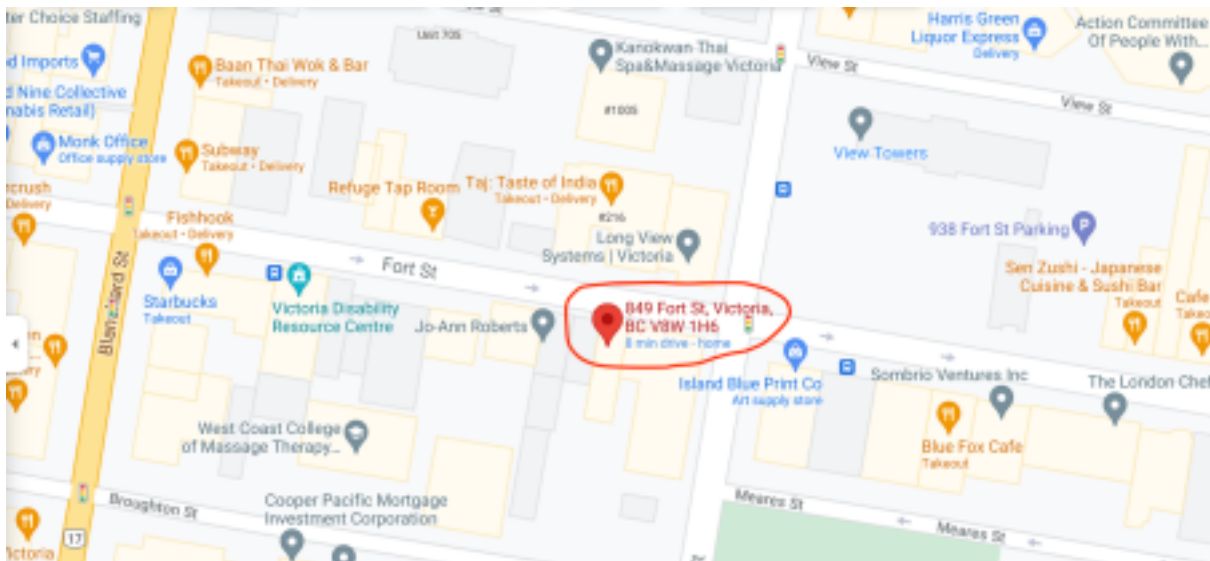 ter Choice Staffing
d Imports
d Nine Collective
nabis Retail)
Monk Office
Office supply store
rcrush
Delivery
Baan Thai Wok & Bar
Takeout • Delivery
Subway
Takeout • Delivery
Unit 705
Kanokwan Thai
Spa&Massage Victoria
#1005
Harris Green
Liquor Express
Delivery
Action Committee
Of People With...
View St
View St
View Towers
Refuge Tap Room
Taj: Taste of India
Takeout • Delivery
#216
Long View
Systems | Victoria
938 Fort St Parking
Sen Zushi - Japanese
Cuisine & Sushi Bar
Takeout
Cafe
Fishhook
Takeout • Delivery
Fort St
Blanshard St
Starbucks
Takeout
Victoria Disability
Resource Centre
Jo-Ann Roberts
849 Fort St, Victoria,
BC V8W 1H6
8 min drive - home
Island Blue Print Co
Art supply store
Sombrio Ventures Inc
The London Chef
Blue Fox Cafe
Takeout
West Coast College
of Massage Therapy...
Broughton St
Cooper Pacific Mortgage
Investment Corporation
Meares St
Meares St
17
ictoria